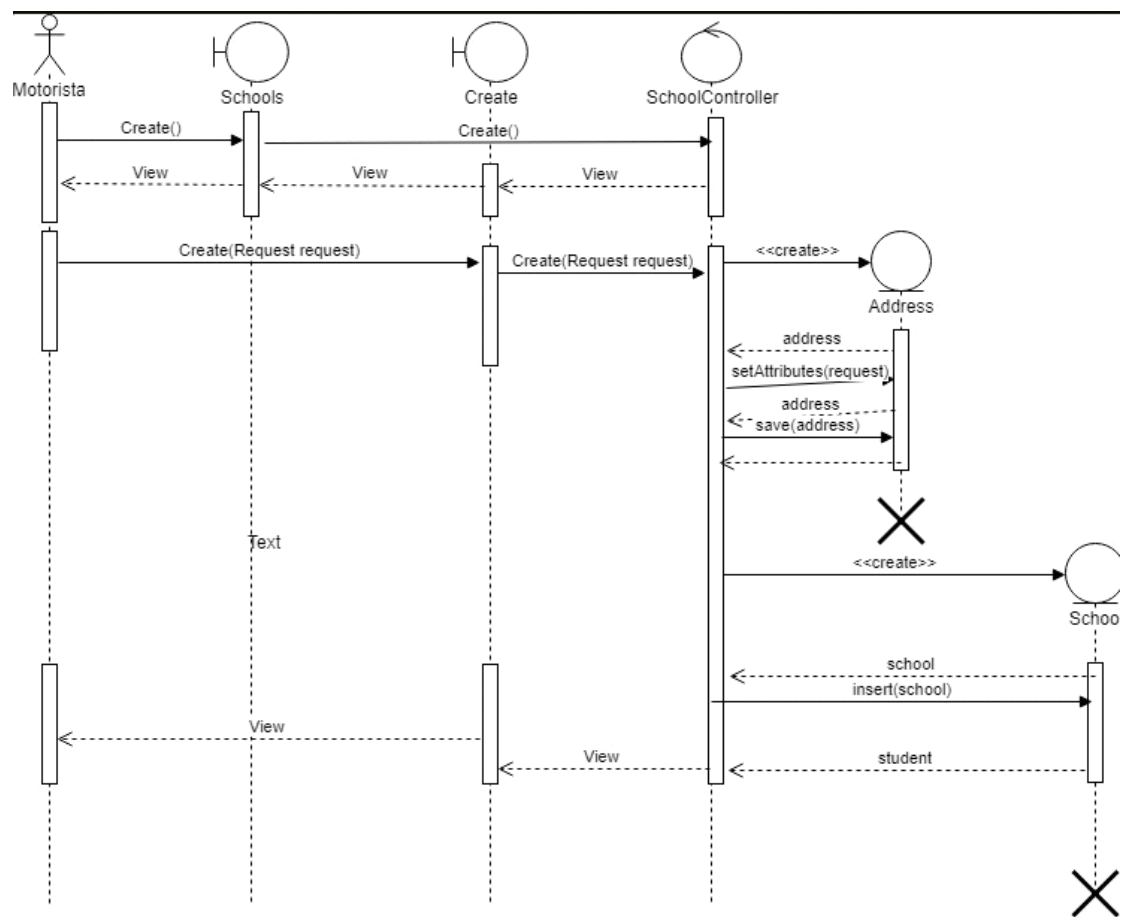 Motorista
Schools
Create
SchoolController
Create()
Create()
View
View
View
Create(Request request)
Create(Request request)
<<create>>
Address
address
setAttributes(request)
address
save(address)
Text
<<create>>
Schoo
school
insert(school)
View
View
student